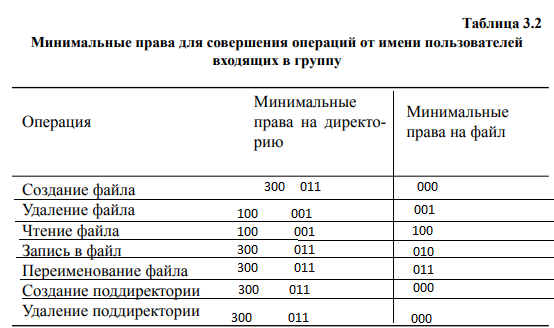 Таблица 3.2
Минимальные права для совершения операций от имени пользователей
входящих в группу
Операция
Минимальные
права на директо-
рию
Минимальные
права на файл
Создание файла 300 011 000
Удаление файла 100 001 001
Чтение файла 100 001 100
Запись в файл 300 011 010
Переименование файла 300 011 011
Создание поддиректории 300 011 000
Удаление поддиректории 300 011 000